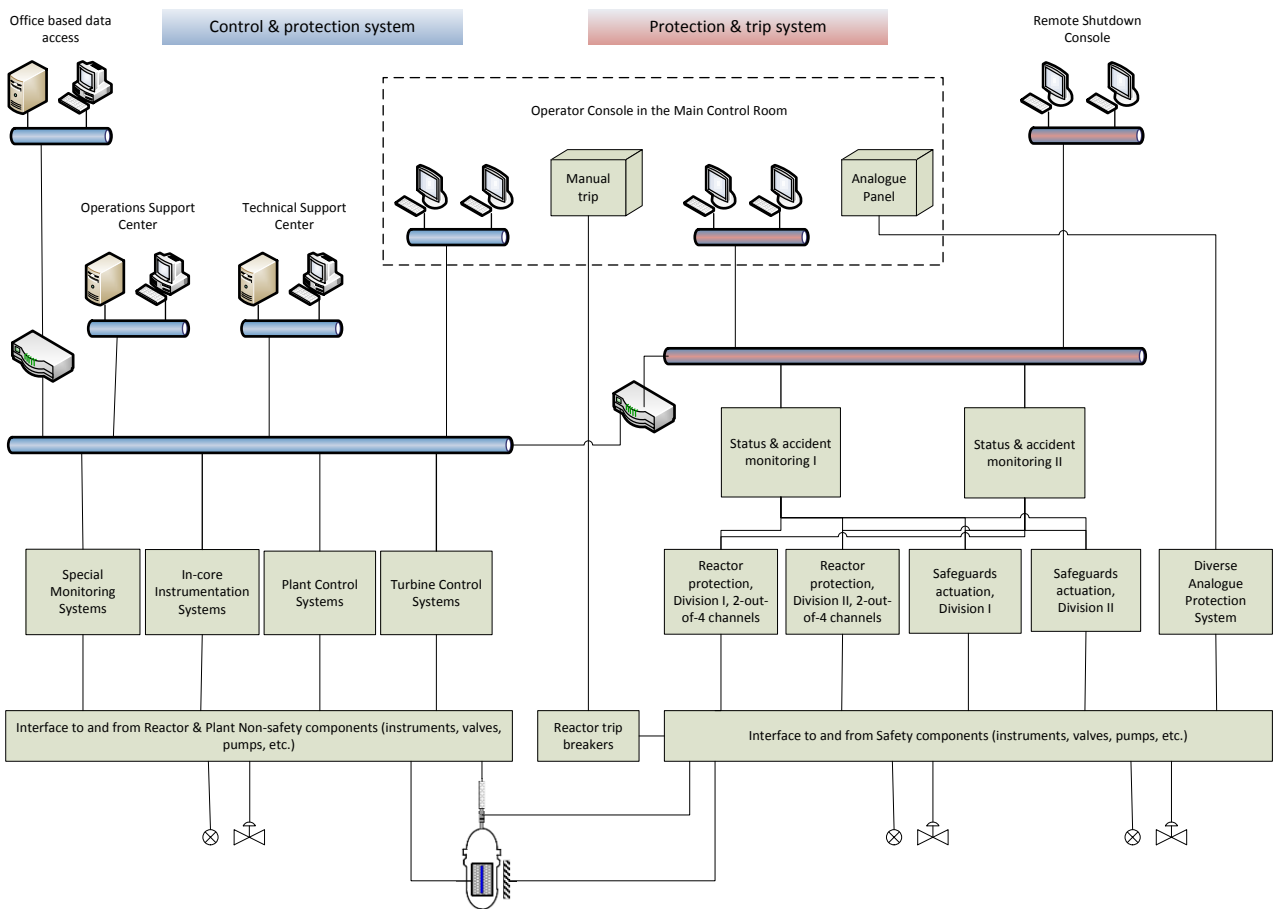 Office based data
access
Control & protection system
Protection & trip system
Remote Shutdown
Console
Operator Console in the Main Control Room
Manual
trip
Analogue
Panel
Operations Support
Center
Technical Support
Center
Status & accident
monitoring I
Status & accident
monitoring II
Special
Monitoring
Systems
In-core
Instrumentation
Systems
Plant Control
Systems
Turbine Control
Systems
Reactor
protection,
Division I, 2-out-
of-4 channels
Reactor
protection,
Division II, 2-out-
of-4 channels
Safeguards
actuation,
Division I
Safeguards
actuation,
Division II
Diverse
Analogue
Protection
System
Interface to and from Reactor & Plant Non-safety components (instruments, valves,
pumps, etc.)
Reactor trip
breakers
Interface to and from Safety components (instruments, valves, pumps, etc.)